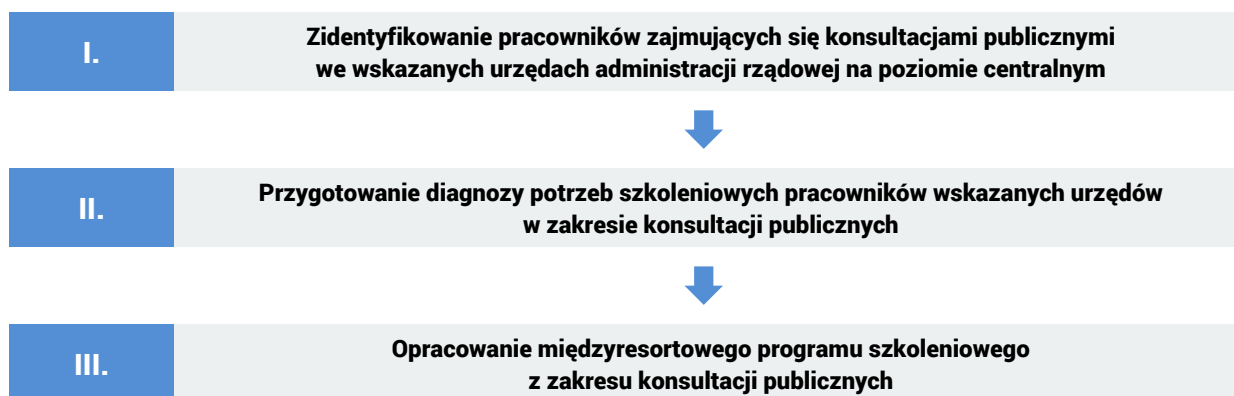 I.
Zidentyfikowanie pracowników zajmujących się konsultacjami publicznymi
we wskazanych urzędach administracji rządowej na poziomie centralnym
II.
Przygotowanie diagnozy potrzeb szkoleniowych pracowników wskazanych urzędów
w zakresie konsultacji publicznych
III.
Opracowanie międzyresortowego programu szkoleniowego
z zakresu konsultacji publicznych